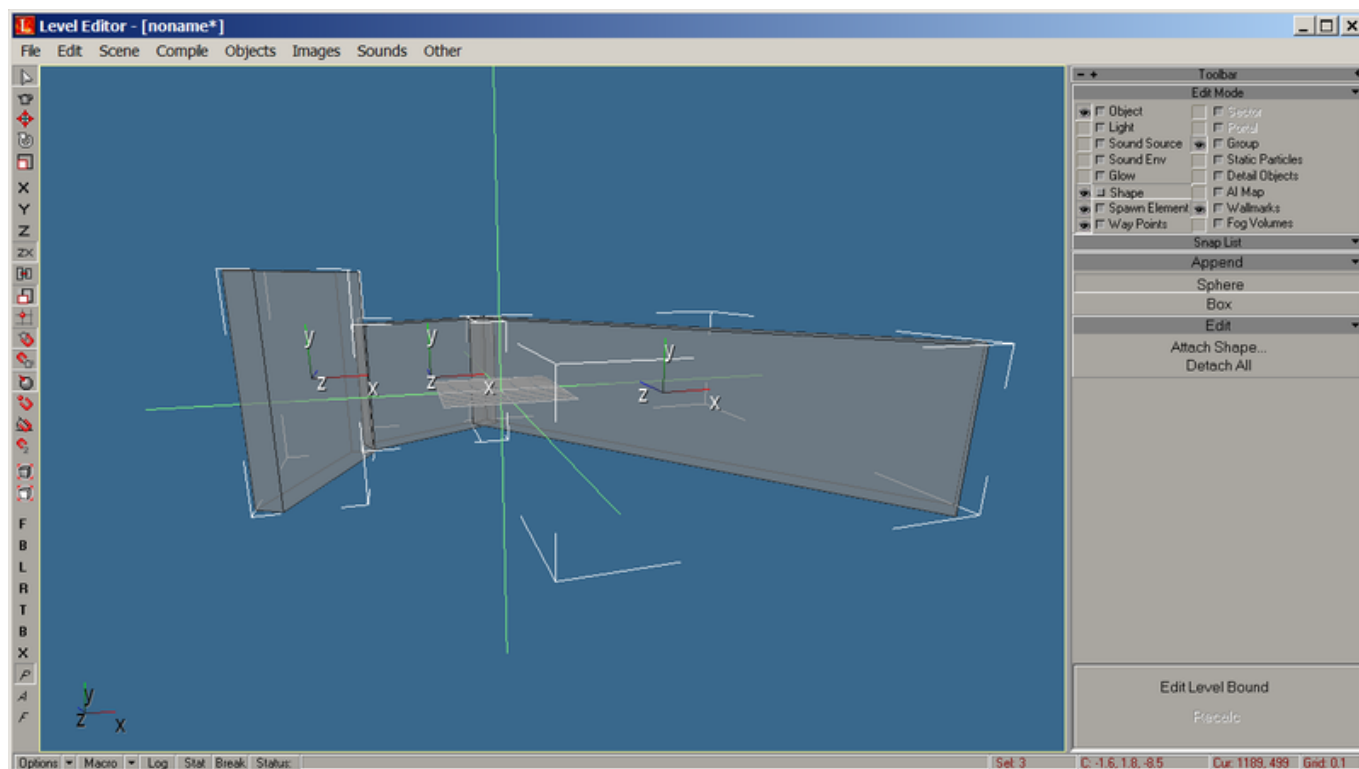 Level Editor - [noname*]
File Edit Scene Compile Objects Images Sounds Other
Toolbar
Edit Mode
Object Sector
Light Portal
Sound Source Group
Sound Env Static Particles
Glow Detail Objects
Shape AI Map
Spawn Element Wallmarks
Way Points Fog Volumes
Snap List
Append
Sphere
Box
Edit
Attach Shape...
Detach All
X
Y
Z
ZX
F
B
L
R
T
B
X
P
A
F
y
z x
y
z x
y
z x
y
z x
Edit Level Bound
Recalc
Options Macro Log Stat Break Status: Sel: 3 C: -1.6, 1.8, -8.5 Cur: 1189, 499 Grid: 0.1